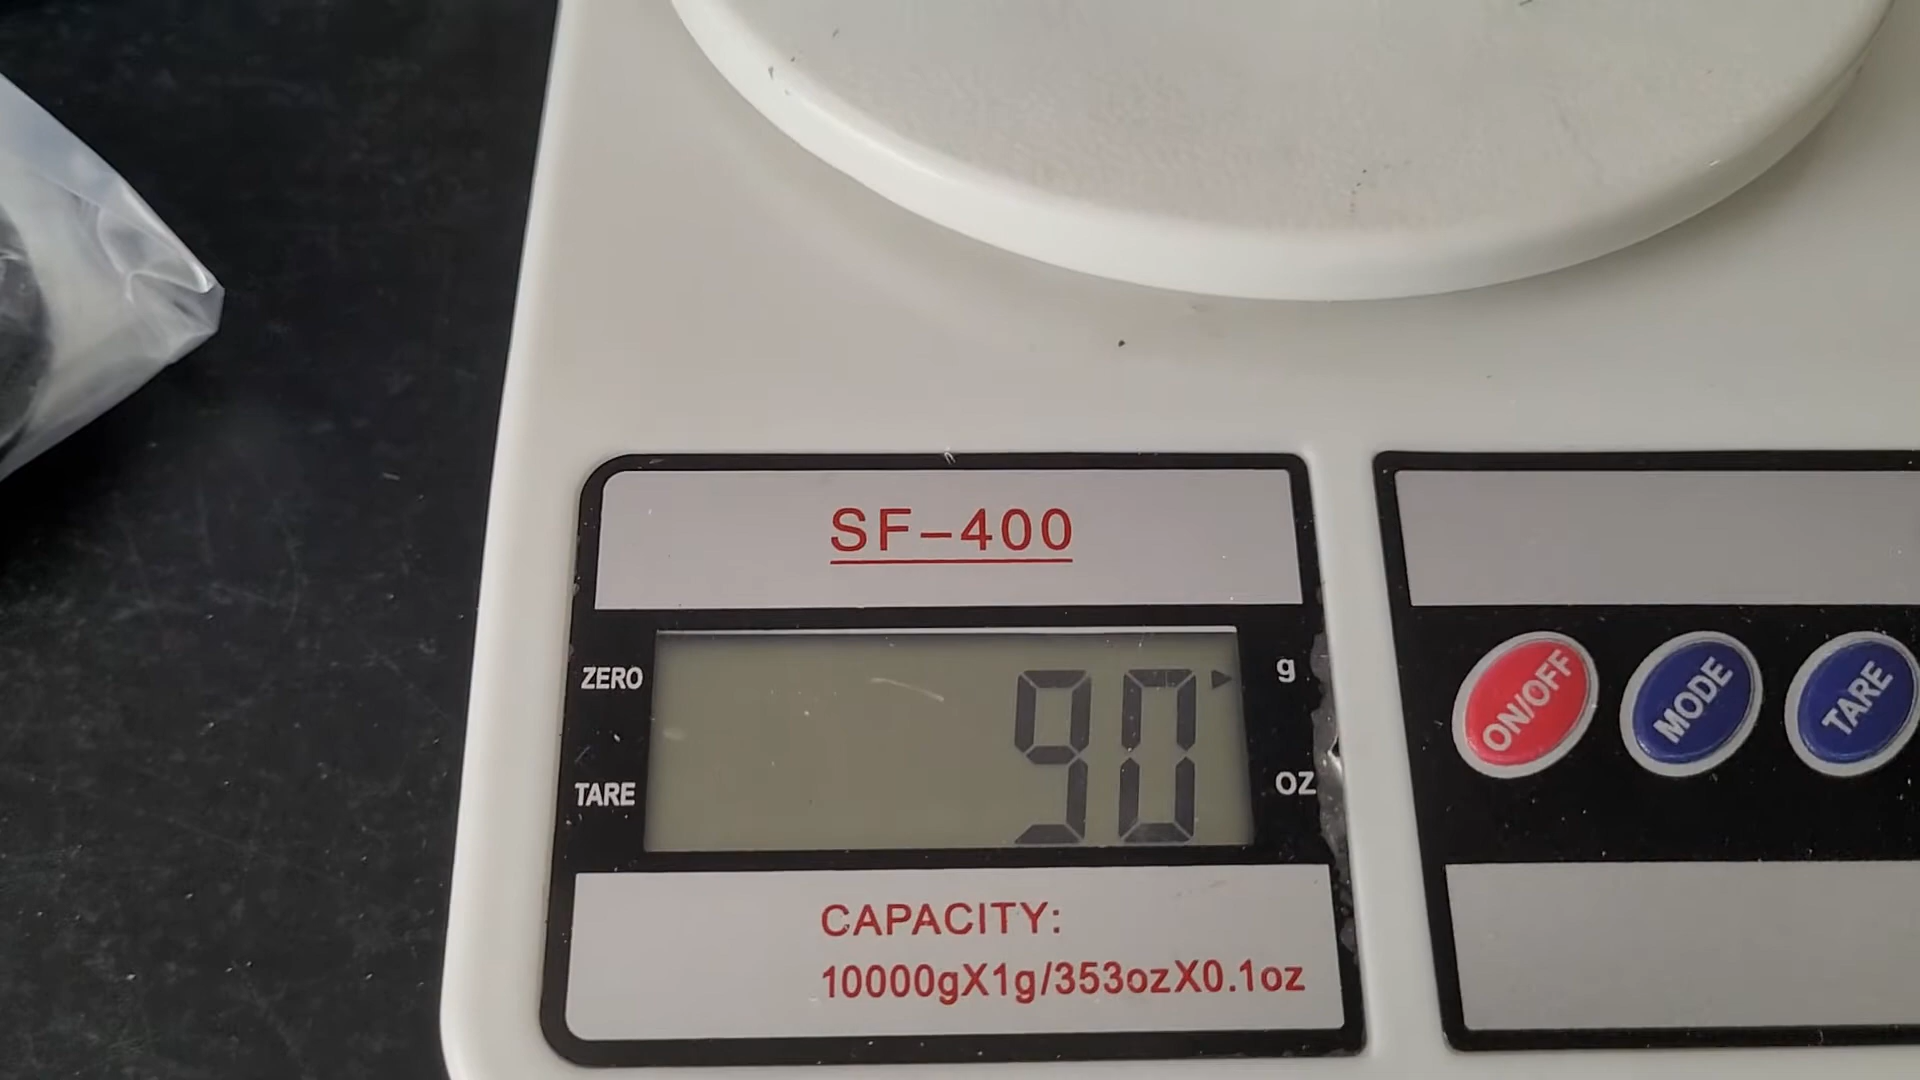 SF-400
ZERO
90
g
TARE
OZ
CAPACITY:
10000gX1g/353ozX0.1oz
ON/OFF
MODE
TARE